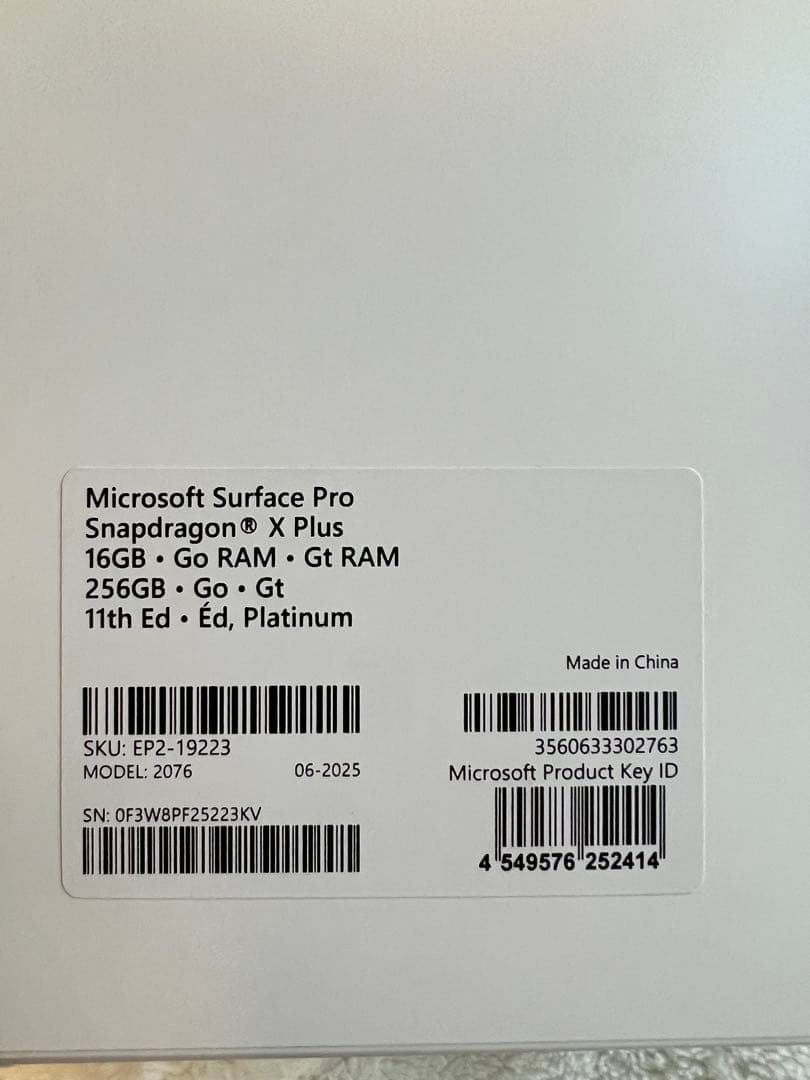 Microsoft Surface Pro
Snapdragon® X Plus
16GB • Go RAM • Gt RAM
256GB • Go • Gt
11th Ed • Éd, Platinum
Made in China
SKU: EP2-19223
MODEL: 2076 06-2025
SN: 0F3W8PF25223KV
3560633302763
Microsoft Product Key ID
4 549576 252414